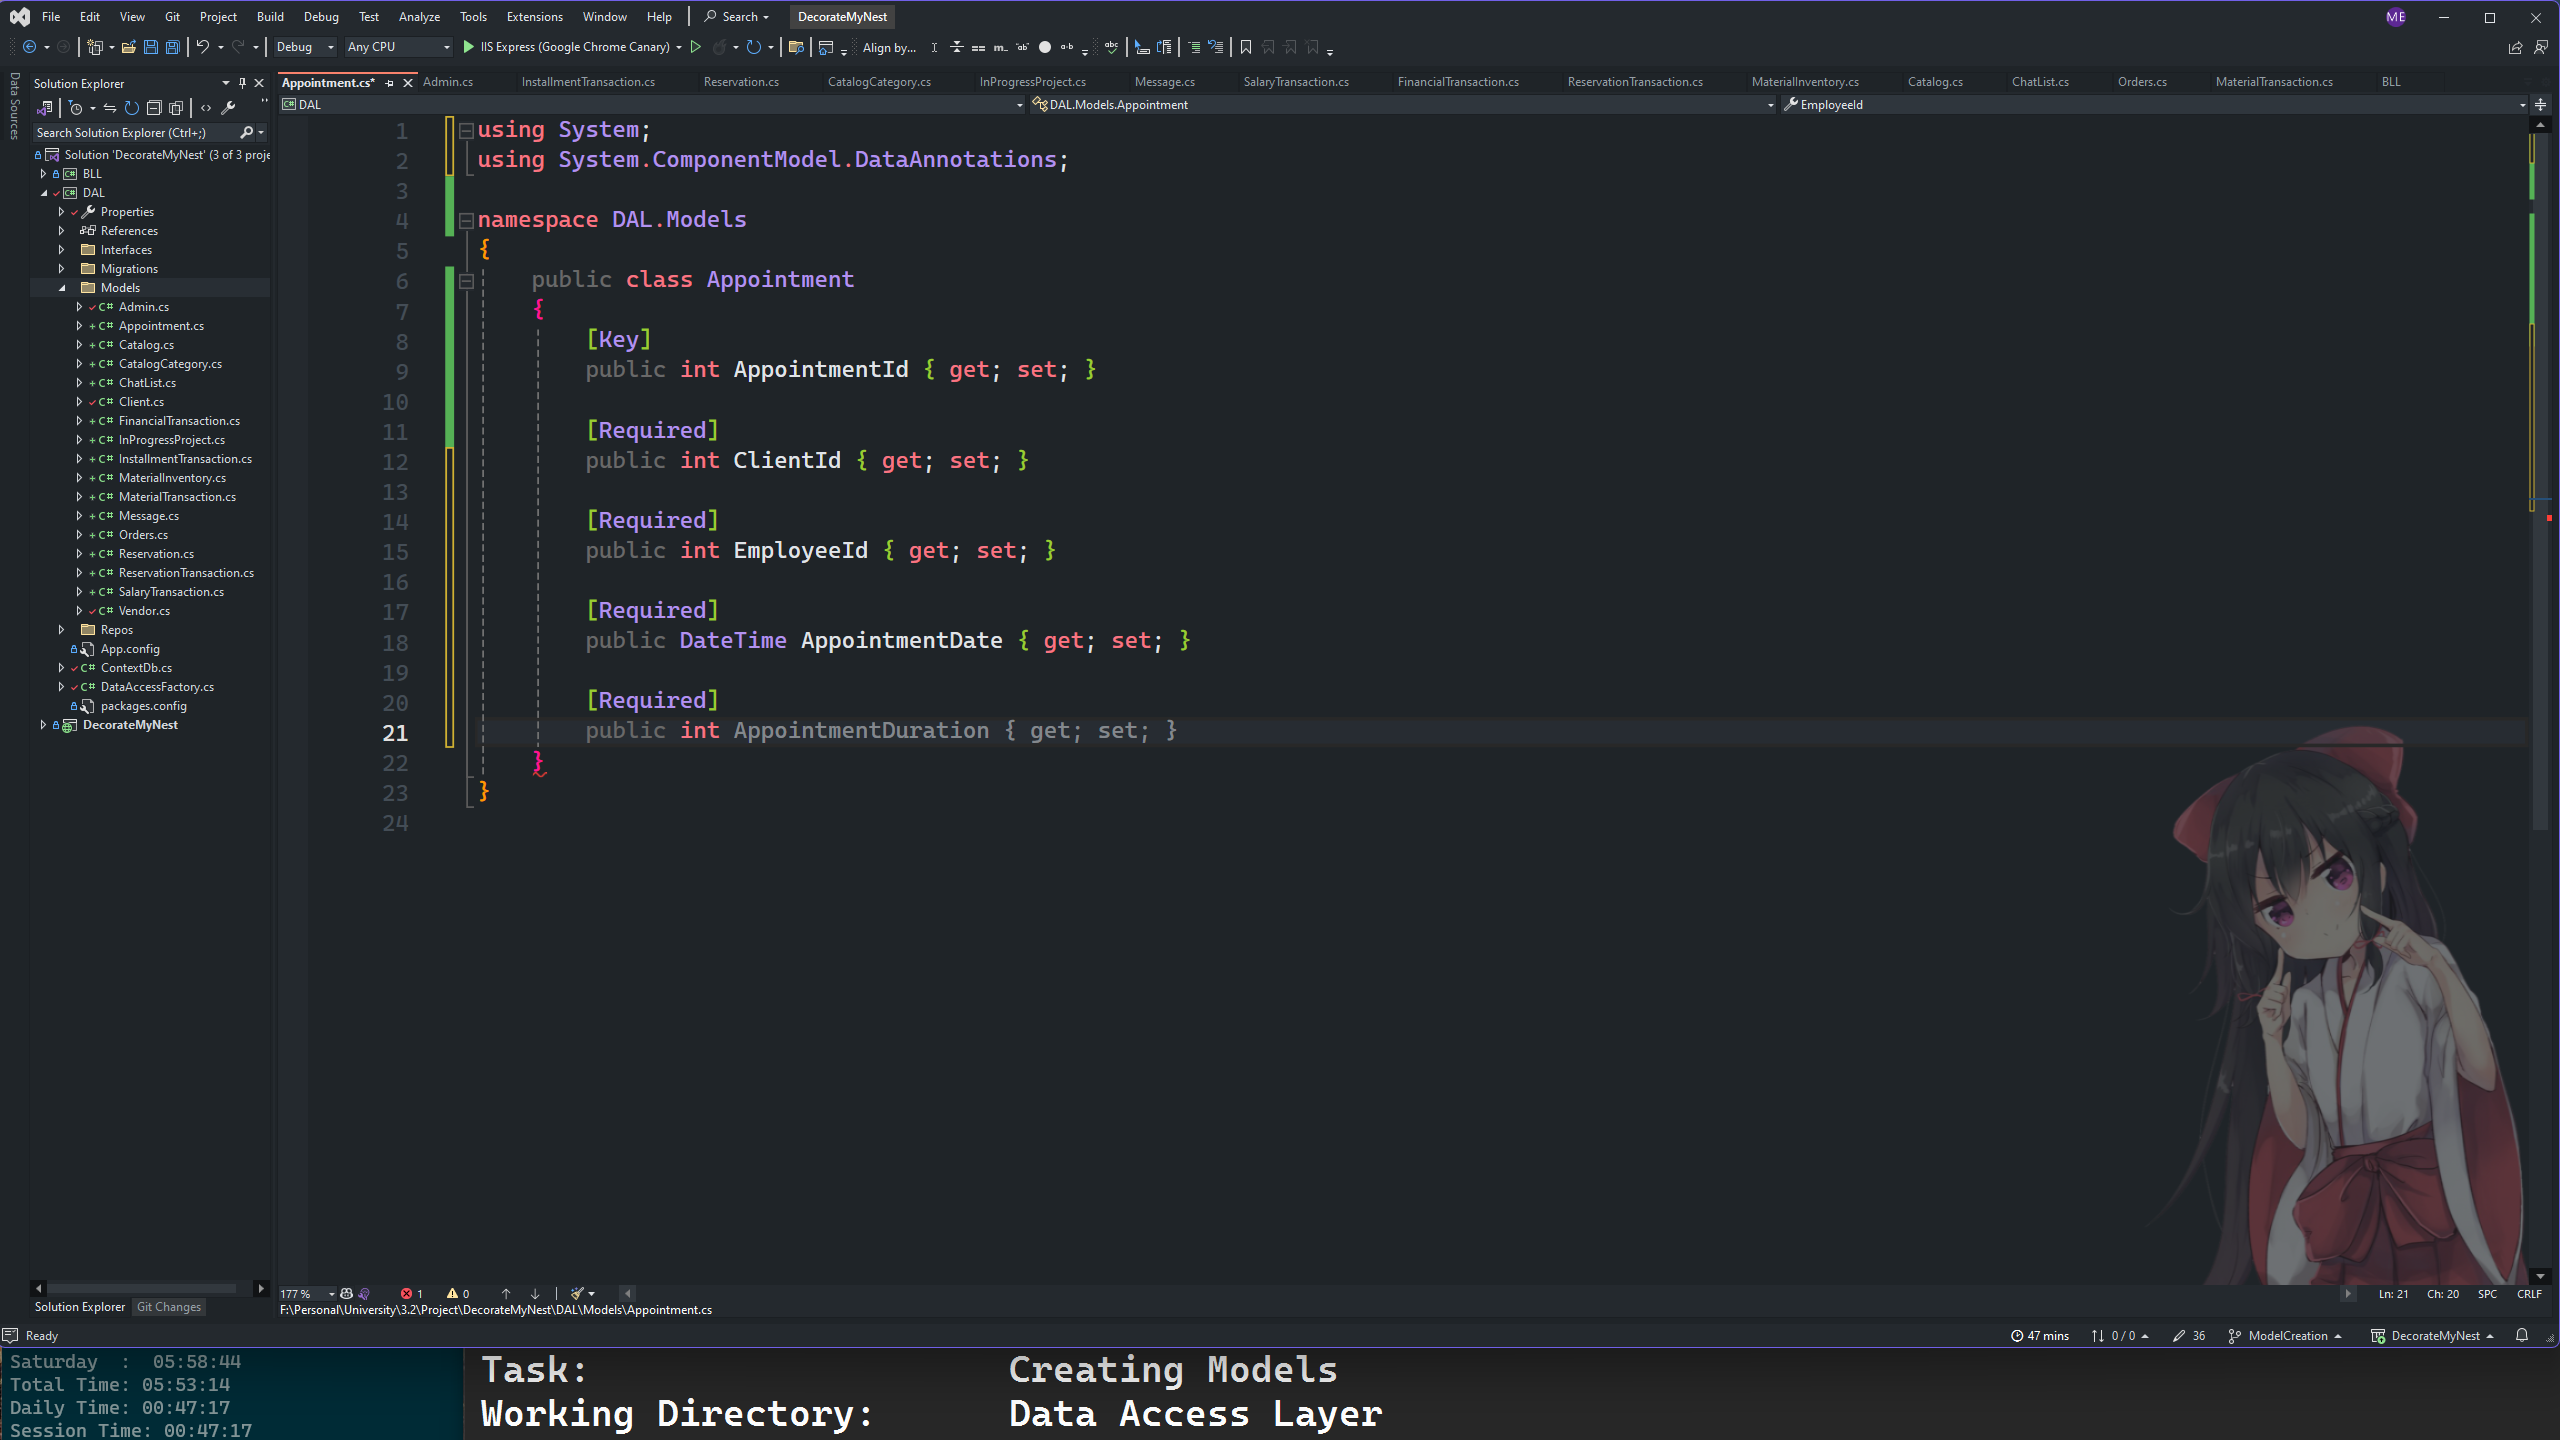 File Edit View Git Project Build Debug Test Analyze Tools Extensions Window Help Search DecorateMyNest ME
Debug Any CPU IIS Express (Google Chrome Canary) Align by...
Data Sources
Solution Explorer
Search Solution Explorer (Ctrl+;)
Solution 'DecorateMyNest' (3 of 3 proje
BLL
DAL
Properties
References
Interfaces
Migrations
Models
C# Admin.cs
C# Appointment.cs
C# Catalog.cs
C# CatalogCategory.cs
C# ChatList.cs
C# Client.cs
C# FinancialTransaction.cs
C# InProgressProject.cs
C# InstallmentTransaction.cs
C# MaterialInventory.cs
C# MaterialTransaction.cs
C# Message.cs
C# Orders.cs
C# Reservation.cs
C# ReservationTransaction.cs
C# SalaryTransaction.cs
C# Vendor.cs
Repos
App.config
C# ContextDb.cs
C# DataAccessFactory.cs
packages.config
DecorateMyNest
Solution Explorer Git Changes
Appointment.cs* Admin.cs InstallmentTransaction.cs Reservation.cs CatalogCategory.cs InProgressProject.cs Message.cs SalaryTransaction.cs FinancialTransaction.cs ReservationTransaction.cs MaterialInventory.cs Catalog.cs ChatList.cs Orders.cs MaterialTransaction.cs BLL
DAL DAL.Models.Appointment EmployeeId
1 using System;
2 using System.ComponentModel.DataAnnotations;
3
4 namespace DAL.Models
5 {
6 public class Appointment
7 {
8 [Key]
9 public int AppointmentId { get; set; }
10
11 [Required]
12 public int ClientId { get; set; }
13
14 [Required]
15 public int EmployeeId { get; set; }
16
17 [Required]
18 public DateTime AppointmentDate { get; set; }
19
20 [Required]
21 public int AppointmentDuration { get; set; }
22 }
23 }
24
177 % 1 0 Ln: 21 Ch: 20 SPC CRLF
F:\Personal\University\3.2\Project\DecorateMyNest\DAL\Models\Appointment.cs
Ready 47 mins 0 / 0 36 ModelCreation DecorateMyNest
Saturday : 05:58:44
Total Time: 05:53:14
Daily Time: 00:47:17
Session Time: 00:47:17
Task: Creating Models
Working Directory: Data Access Layer